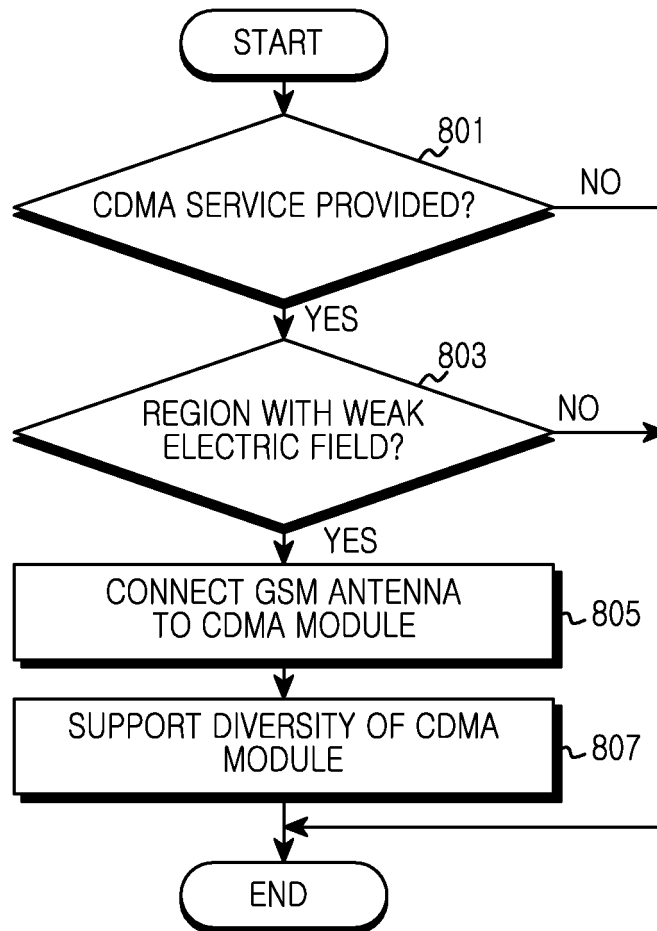 START
801
CDMA SERVICE PROVIDED?
NO
YES
803
REGION WITH WEAK
ELECTRIC FIELD?
NO
YES
CONNECT GSM ANTENNA
TO CDMA MODULE
805
SUPPORT DIVERSITY OF CDMA
MODULE
807
END